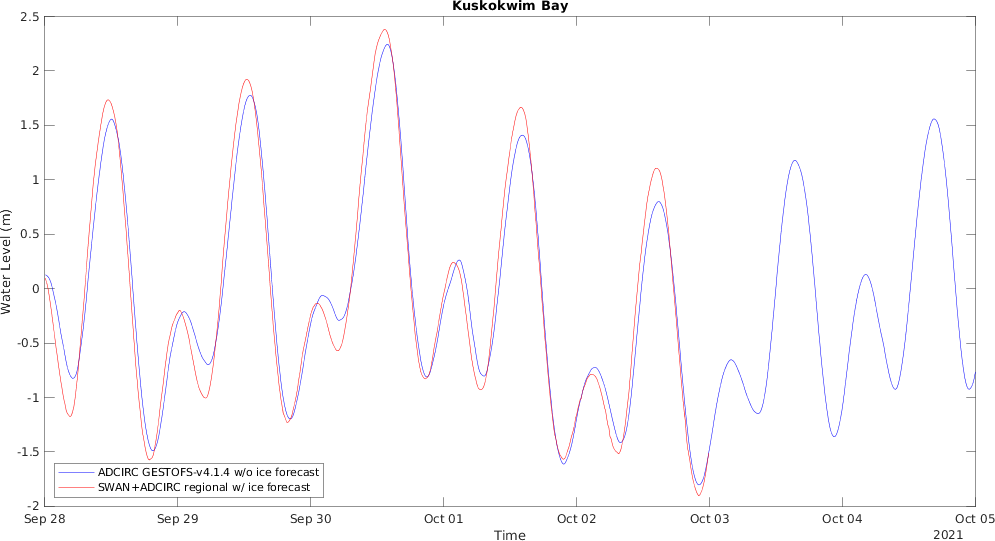 Kuskokwim Bay
2.5
2
1.5
1
0.5
0
-0.5
-1
-1.5
-2
Water Level (m)
ADCIRC GESTOFS-v4.1.4 w/o ice forecast
SWAN+ADCIRC regional w/ ice forecast
Sep 28 Sep 29 Sep 30 Oct 01 Oct 02 Oct 03 Oct 04 Oct 05
Time 2021